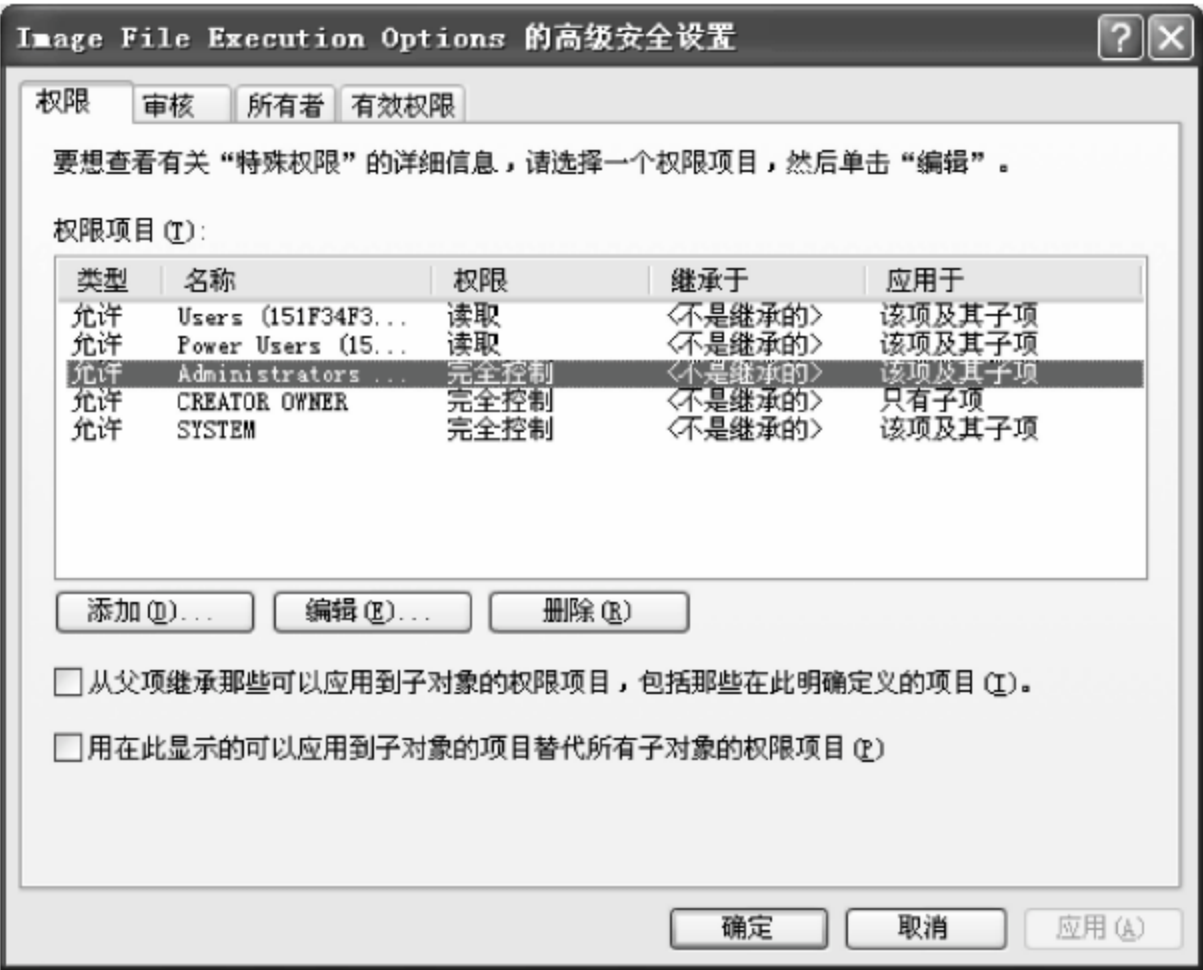 Image File Execution Options 的高级安全设置
权限 审核 所有者 有效权限
要想查看有关“特殊权限”的详细信息，请选择一个权限项目，然后单击“编辑”。
权限项目(T):
类型 名称 权限 继承于 应用于
允许 Users (151F34F3... 读取 <不是继承的> 该项及其子项
允许 Power Users (15... 读取 <不是继承的> 该项及其子项
允许 Administrators ... 完全控制 <不是继承的> 该项及其子项
允许 CREATOR OWNER 完全控制 <不是继承的> 只有子项
允许 SYSTEM 完全控制 <不是继承的> 该项及其子项
添加(D)... 编辑(E)... 删除(R)
从父项继承那些可以应用到子对象的权限项目，包括那些在此明确定义的项目(I)。
用在此显示的可以应用到子对象的项目替代所有子对象的权限项目(P)
确定 取消 应用(A)